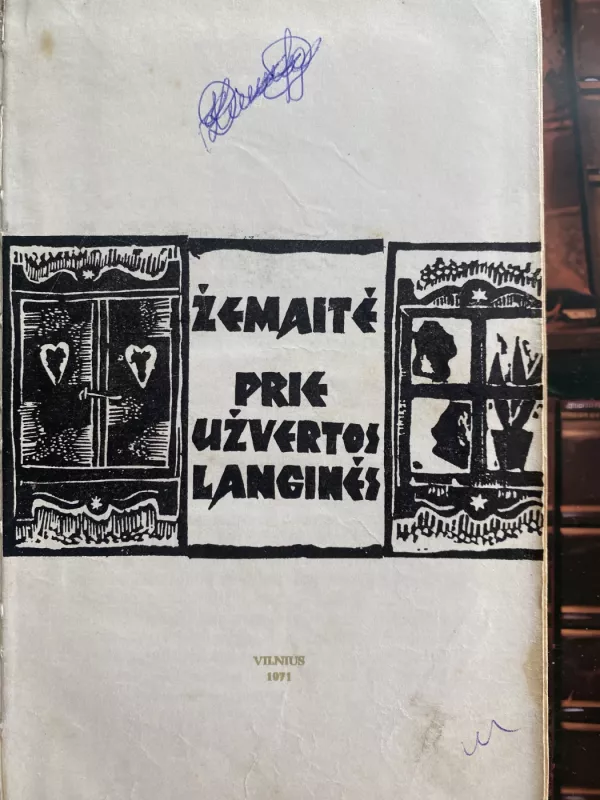 ŽEMAITĖ
PRIE
UŽVERTOS
LANGINĖS
VILNIUS
1971